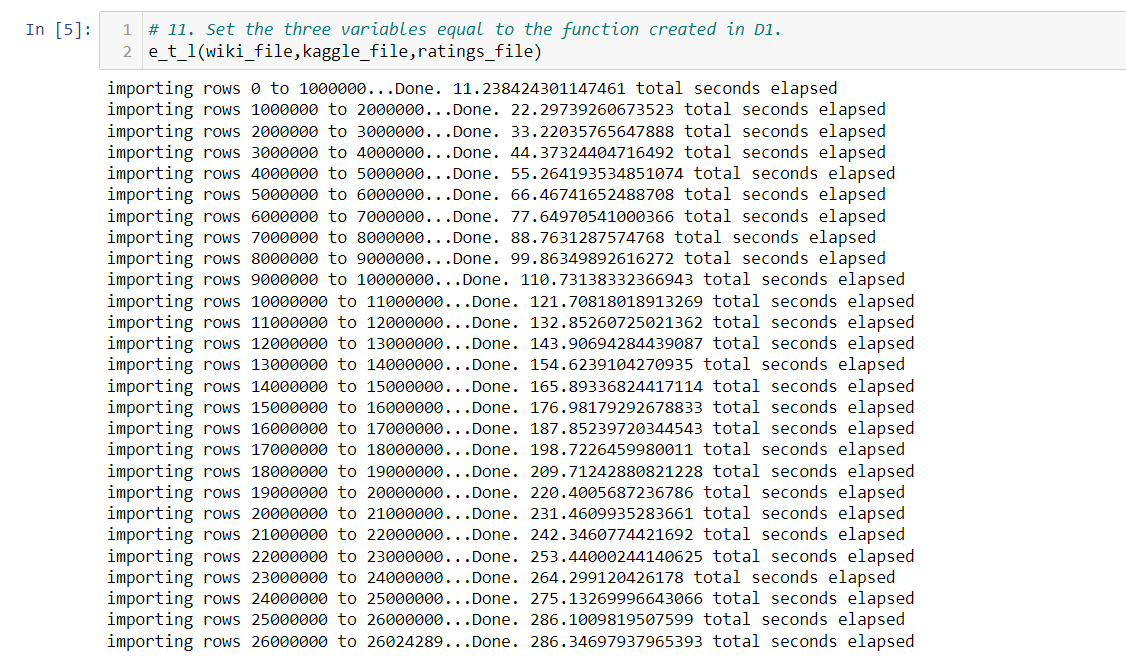 In [5]:
1 # 11. Set the three variables equal to the function created in D1.
2 e_t_l(wiki_file,kaggle_file,ratings_file)
importing rows 0 to 1000000...Done. 11.238424301147461 total seconds elapsed
importing rows 1000000 to 2000000...Done. 22.29739260673523 total seconds elapsed
importing rows 2000000 to 3000000...Done. 33.22035765647888 total seconds elapsed
importing rows 3000000 to 4000000...Done. 44.37324404716492 total seconds elapsed
importing rows 4000000 to 5000000...Done. 55.264193534851074 total seconds elapsed
importing rows 5000000 to 6000000...Done. 66.46741652488708 total seconds elapsed
importing rows 6000000 to 7000000...Done. 77.64970541000366 total seconds elapsed
importing rows 7000000 to 8000000...Done. 88.7631287574768 total seconds elapsed
importing rows 8000000 to 9000000...Done. 99.86349892616272 total seconds elapsed
importing rows 9000000 to 10000000...Done. 110.73138332366943 total seconds elapsed
importing rows 10000000 to 11000000...Done. 121.70818018913269 total seconds elapsed
importing rows 11000000 to 12000000...Done. 132.85260725021362 total seconds elapsed
importing rows 12000000 to 13000000...Done. 143.90694284439087 total seconds elapsed
importing rows 13000000 to 14000000...Done. 154.6239104270935 total seconds elapsed
importing rows 14000000 to 15000000...Done. 165.89336824417114 total seconds elapsed
importing rows 15000000 to 16000000...Done. 176.98179292678833 total seconds elapsed
importing rows 16000000 to 17000000...Done. 187.85239720344543 total seconds elapsed
importing rows 17000000 to 18000000...Done. 198.7226459980011 total seconds elapsed
importing rows 18000000 to 19000000...Done. 209.71242880821228 total seconds elapsed
importing rows 19000000 to 20000000...Done. 220.4005687236786 total seconds elapsed
importing rows 20000000 to 21000000...Done. 231.4609935283661 total seconds elapsed
importing rows 21000000 to 22000000...Done. 242.3460774421692 total seconds elapsed
importing rows 22000000 to 23000000...Done. 253.44000244140625 total seconds elapsed
importing rows 23000000 to 24000000...Done. 264.299120426178 total seconds elapsed
importing rows 24000000 to 25000000...Done. 275.13269996643066 total seconds elapsed
importing rows 25000000 to 26000000...Done. 286.1009819507599 total seconds elapsed
importing rows 26000000 to 26024289...Done. 286.34697937965393 total seconds elapsed